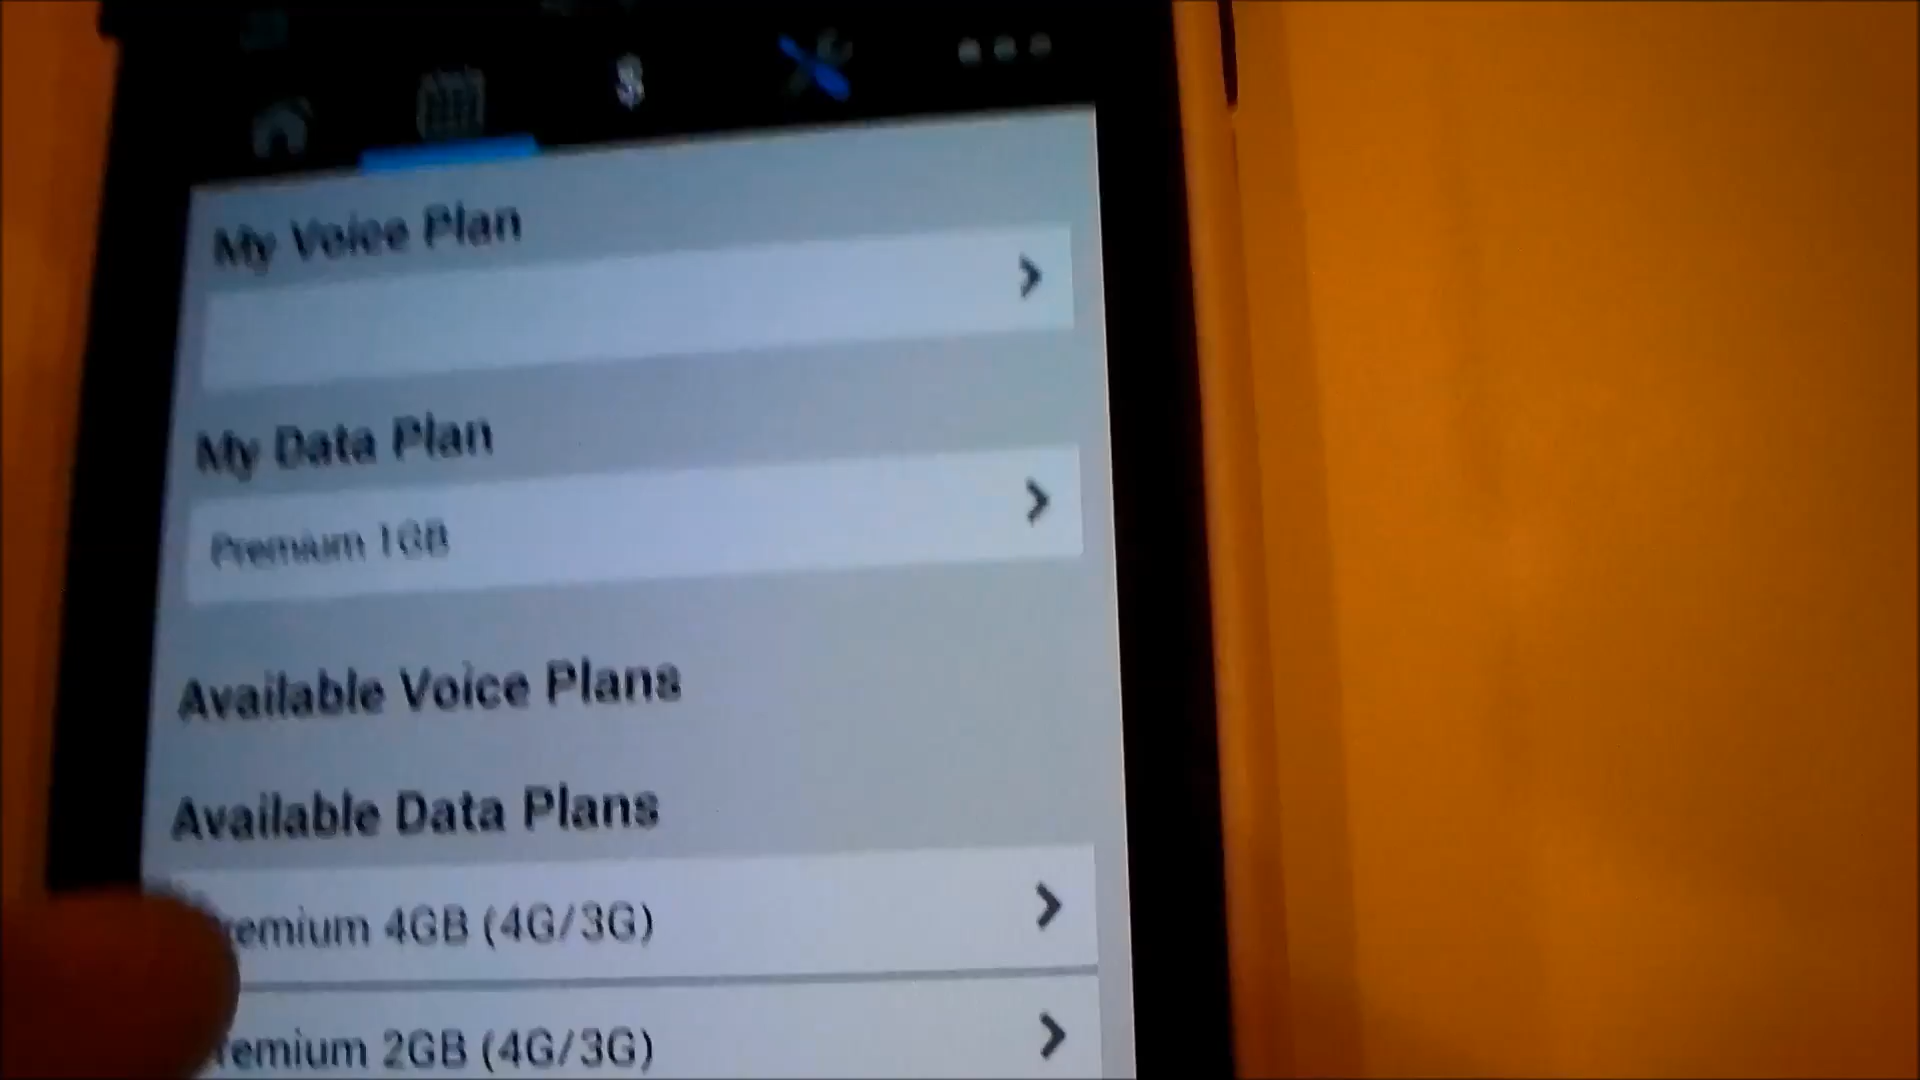 $
My Voice Plan
My Data Plan
Premium 1GB
Available Voice Plans
Available Data Plans
Premium 4GB (4G/3G)
Premium 2GB (4G/3G)